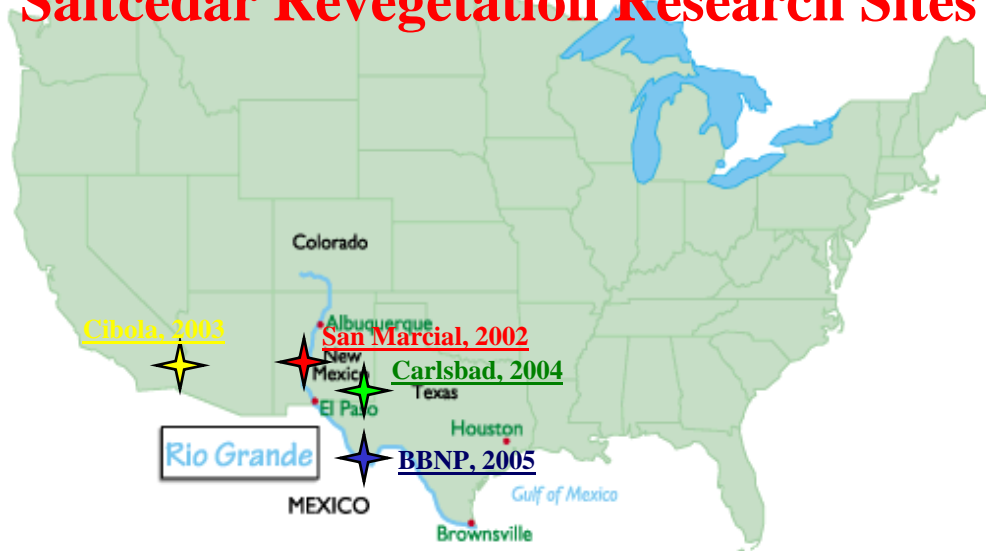 Saltcedar Revegetation Research Sites
Colorado
Cibola, 2003
Albuquerque
San Marcial, 2002
New
Mexico
Carlsbad, 2004
Texas
El Paso
Houston
Rio Grande
BBNP, 2005
Gulf of Mexico
MEXICO
Brownsville